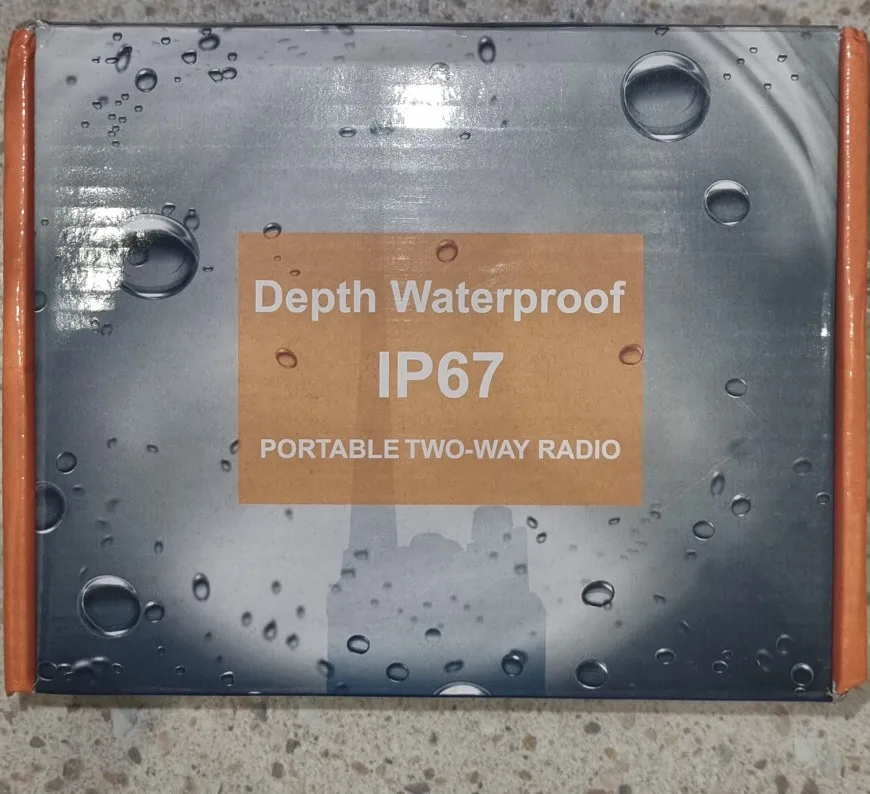 Depth Waterproof
IP67
PORTABLE TWO-WAY RADIO